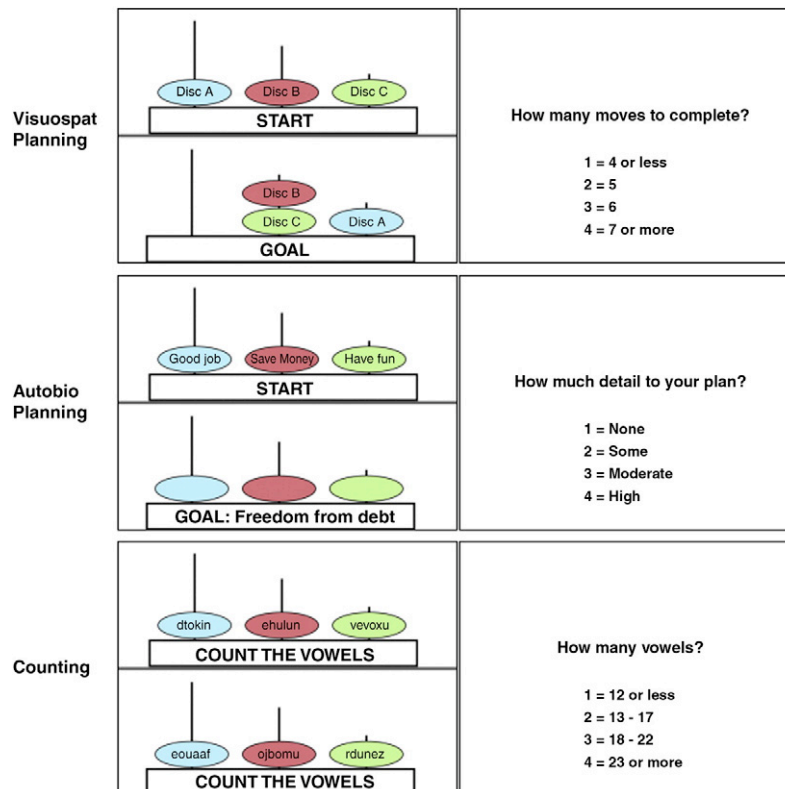 Visuospat
Planning
Disc A Disc B Disc C
START
Disc B
Disc C Disc A
GOAL
How many moves to complete?
1 = 4 or less
2 = 5
3 = 6
4 = 7 or more
Autobio
Planning
Good job Save Money Have fun
START
GOAL: Freedom from debt
How much detail to your plan?
1 = None
2 = Some
3 = Moderate
4 = High
Counting
dtokin ehulun vevoxu
COUNT THE VOWELS
eouaaf ojbomu rdunez
COUNT THE VOWELS
How many vowels?
1 = 12 or less
2 = 13 - 17
3 = 18 - 22
4 = 23 or more